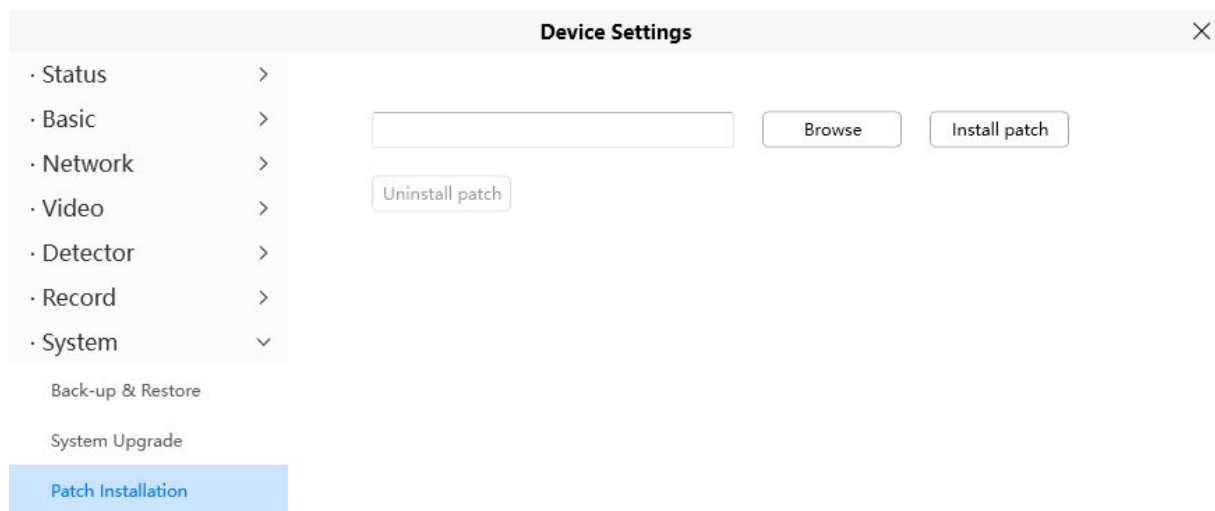 Device Settings
· Status
· Basic
· Network
· Video
· Detector
· Record
· System
Back-up & Restore
System Upgrade
Patch Installation
Browse
Install patch
Uninstall patch